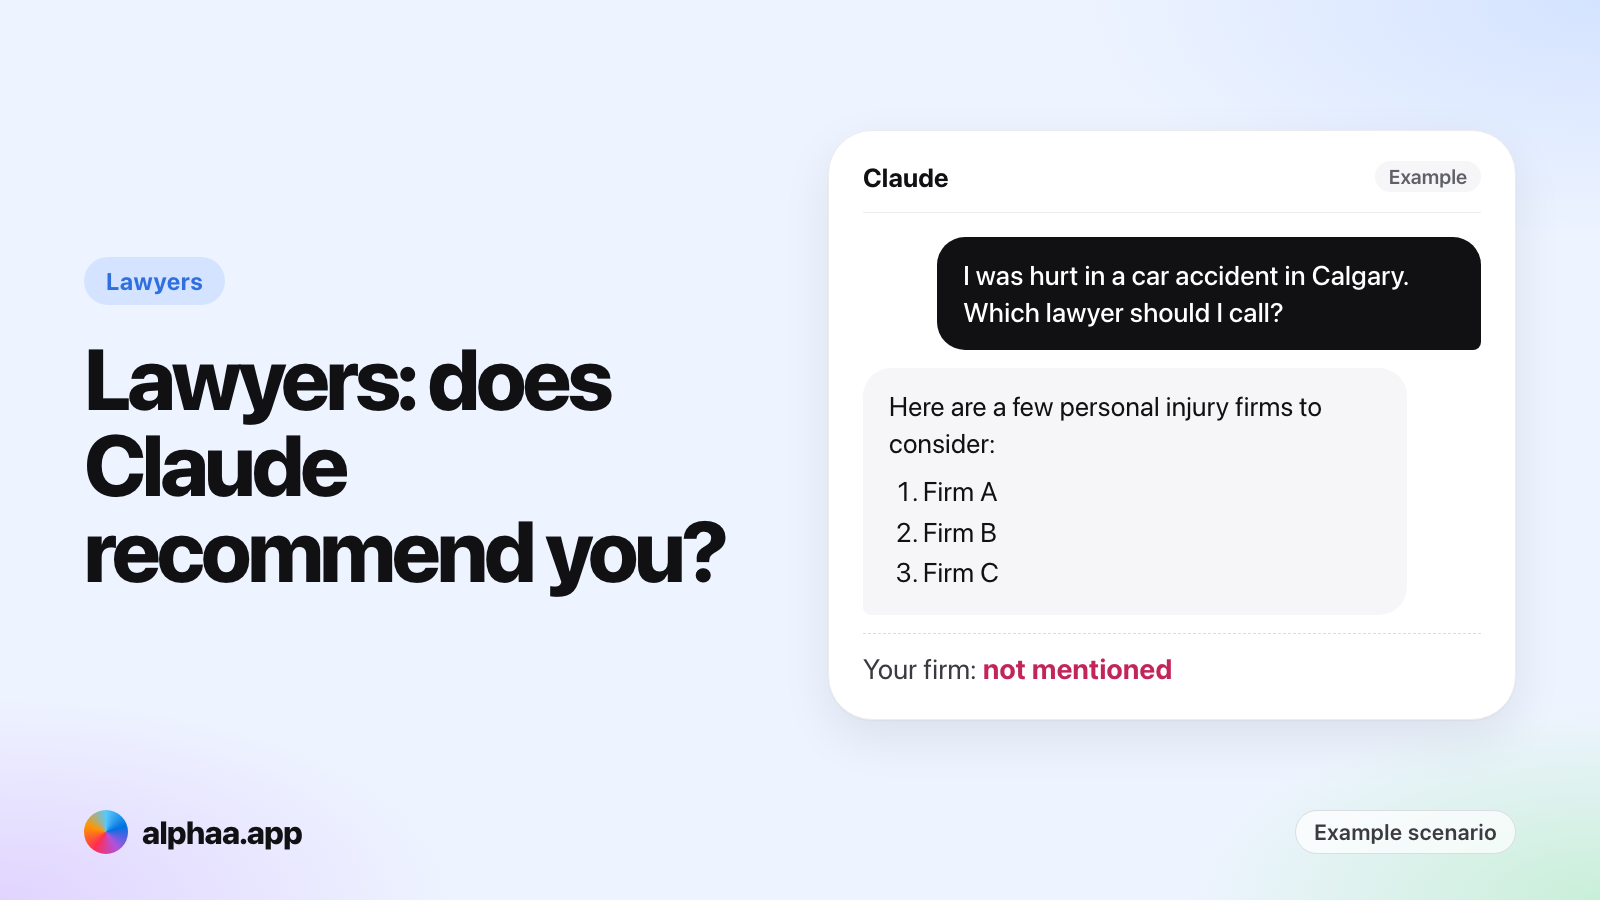 Lawyers
Lawyers: does
Claude
recommend you?
alphaa.app
Claude
Example
I was hurt in a car accident in Calgary.
Which lawyer should I call?
Here are a few personal injury firms to
consider:
1. Firm A
2. Firm B
3. Firm C
Your firm: not mentioned
Example scenario